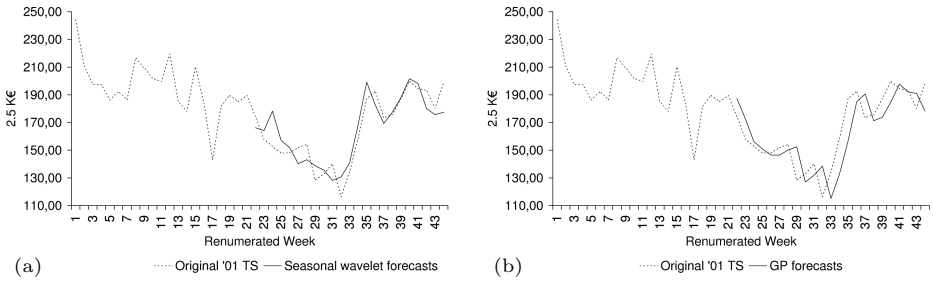 250,00
230,00
210,00
190,00
170,00
150,00
130,00
110,00
2.5 K€
1 3 5 7 9 11 13 15 17 19 21 23 25 27 29 31 33 35 37 39 41 43
Renumerated Week
(a)
Original '01 TS Seasonal wavelet forecasts
250,00
230,00
210,00
190,00
170,00
150,00
130,00
110,00
2.5 K€
1 3 5 7 9 11 13 15 17 19 21 23 25 27 29 31 33 35 37 39 41 43
Renumerated Week
(b)
Original '01 TS GP forecasts